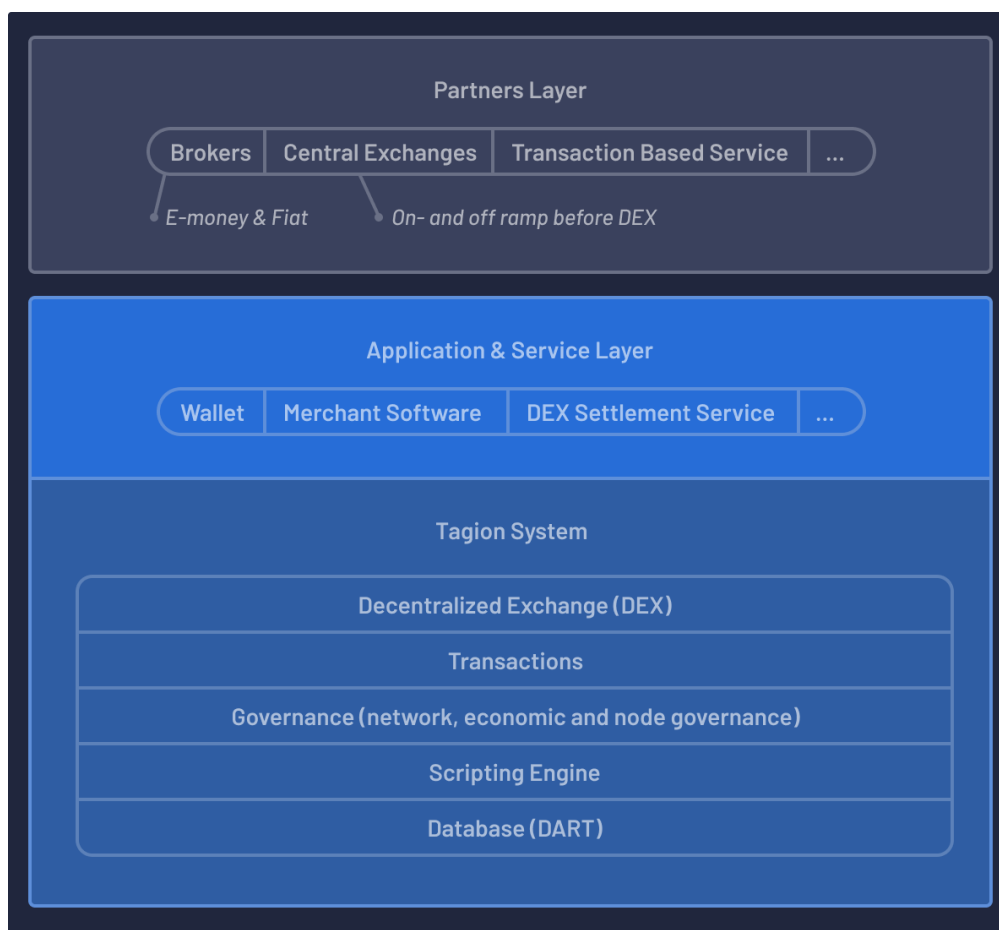 Partners Layer
Brokers Central Exchanges Transaction Based Service ...
E-money & Fiat On- and off ramp before DEX
Application & Service Layer
Wallet Merchant Software DEX Settlement Service ...
Tagion System
Decentralized Exchange (DEX)
Transactions
Governance (network, economic and node governance)
Scripting Engine
Database (DART)